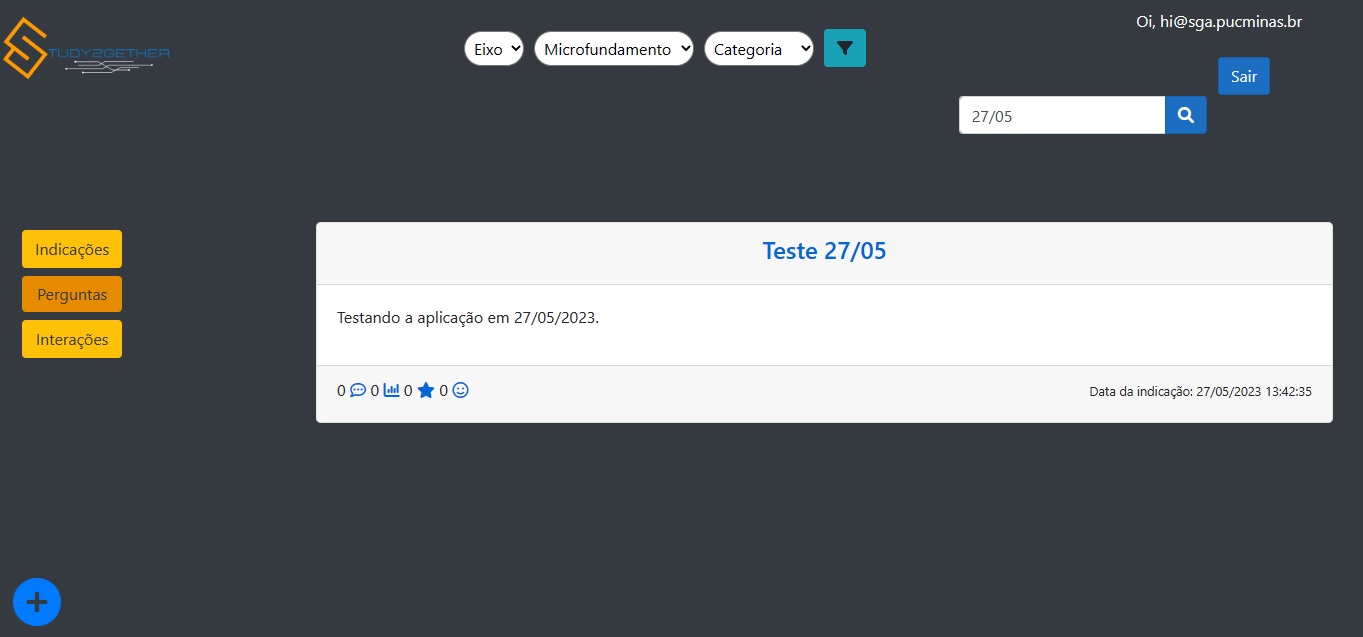 Oi, hi@sga.pucminas.br
STUDY2GETHER
Eixo Microfundamento Categoria
Sair
27/05
Indicações
Perguntas
Interações
Teste 27/05
Testando a aplicação em 27/05/2023.
0 0 0 0 Data da indicação: 27/05/2023 13:42:35